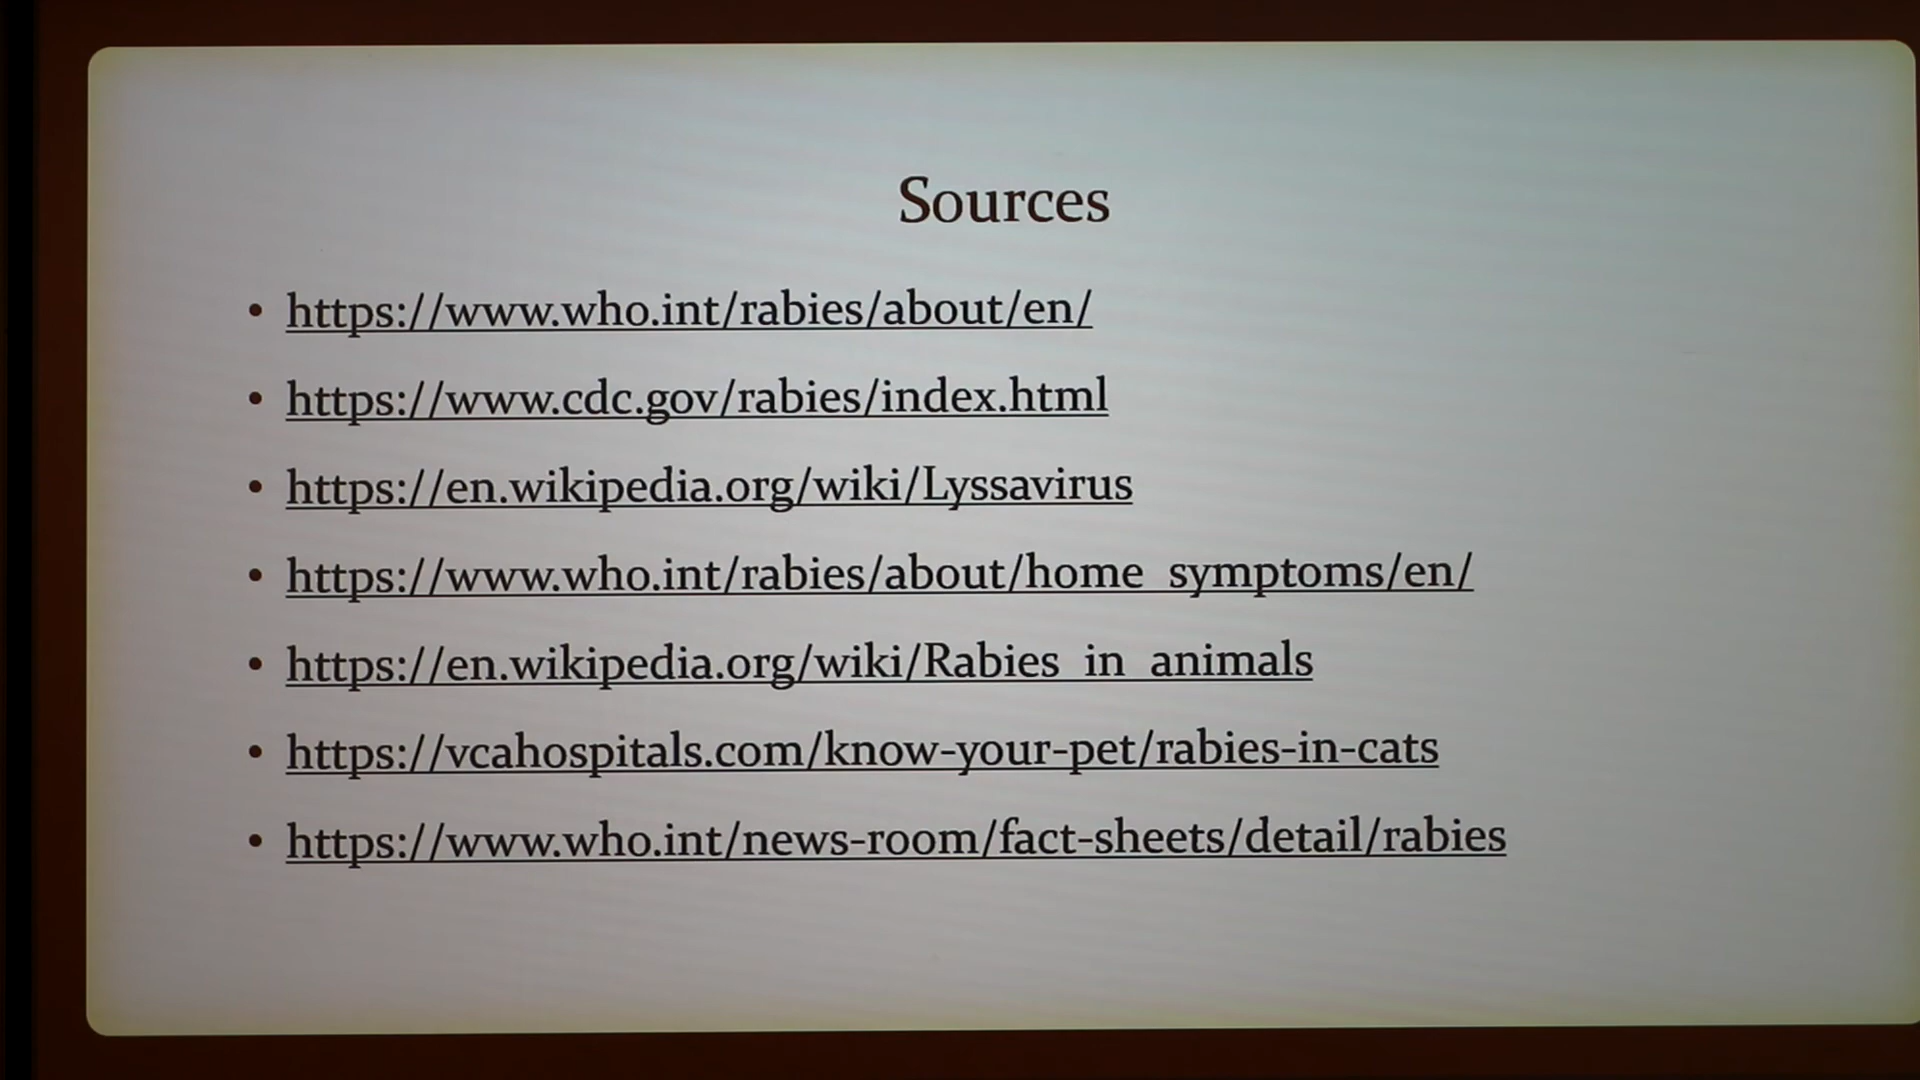 Sources
• https://www.who.int/rabies/about/en/
• https://www.cdc.gov/rabies/index.html
• https://en.wikipedia.org/wiki/Lyssavirus
• https://www.who.int/rabies/about/home_symptoms/en/
• https://en.wikipedia.org/wiki/Rabies_in_animals
• https://vcahospitals.com/know-your-pet/rabies-in-cats
• https://www.who.int/news-room/fact-sheets/detail/rabies